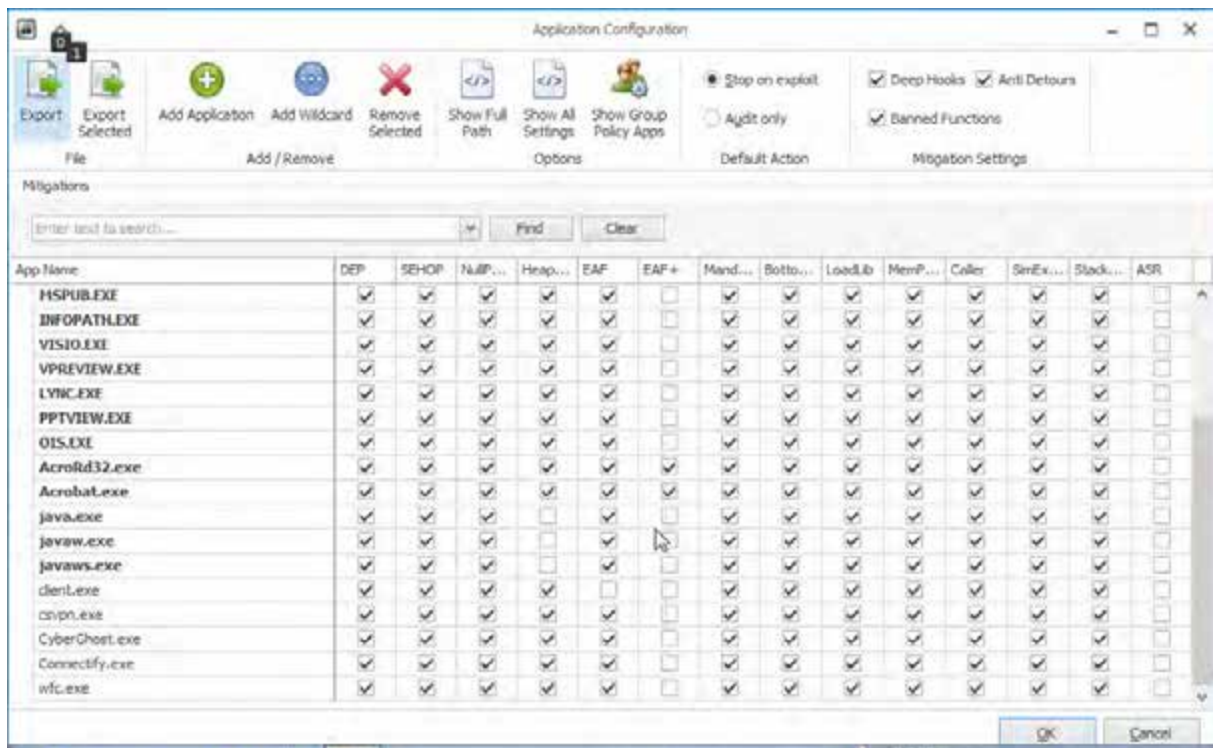 Application Configuration
0
1
Export
Export Selected
Add Application
Add Wildcard
Remove Selected
Show Full Path
Show All Settings
Show Group Policy Apps
Stop on exploit
Audit only
Deep Hooks
Anti Detours
Banned Functions
File
Add / Remove
Options
Default Action
Mitigation Settings
Mitigations
Enter text to search...
Find
Clear
App Name DEP SEHOP NullP... Heap... EAF EAF+ Mand... Botto... LoadLib MemP... Caller SimEx... Stack... ASR
MSPUB.EXE
INFOPATH.EXE
VISIO.EXE
VPREVIEW.EXE
LYNC.EXE
PPTVIEW.EXE
OIS.EXE
AcroRd32.exe
Acrobat.exe
java.exe
javaw.exe
javaws.exe
client.exe
csvpn.exe
CyberGhost.exe
Connectify.exe
wfc.exe
OK
Cancel